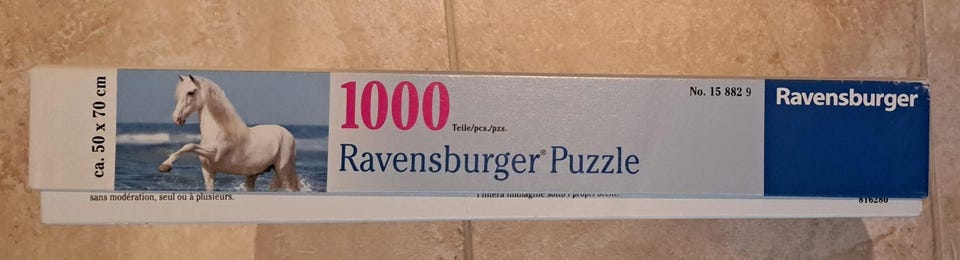 ca. 50 x 70 cm
1000
Teile/pcs./pzs.
Ravensburger® Puzzle
No. 15 882 9
Ravensburger
sans modération, seul ou à plusieurs.
816280